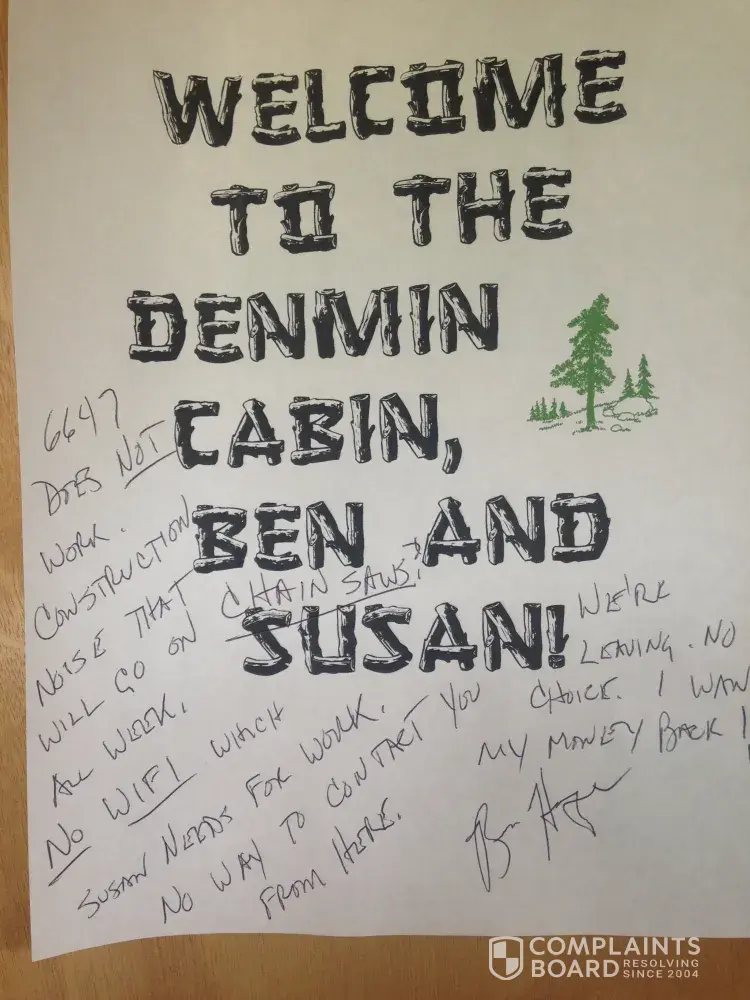 WELCOME
TO THE
DENMIN
CABIN,
BEN AND
SUSAN!
6647
DOES NOT
WORK.
CONSTRUCTION
NOISE THAT
WILL GO ON CHAIN SAWS!
ALL WEEK.
NO WIFI WHICH
SUSAN NEEDS FOR WORK.
NO WAY TO CONTACT YOU
FROM HERE.
WE'RE
LEAVING. NO
CHOICE. I WAN
MY MONEY BACK!
Ben
COMPLAINTS
BOARD RESOLVING
SINCE 2004